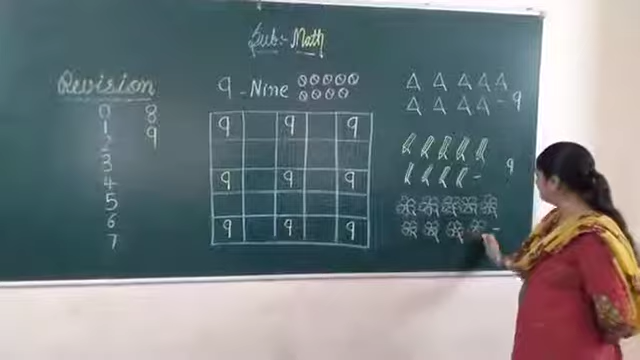 Sub:- Math
Revision
0 8
1 9
2
3
4
5
6
7
9 - Nine
9 9 9
9 9 9
9 9 9
- 9
- 9
-